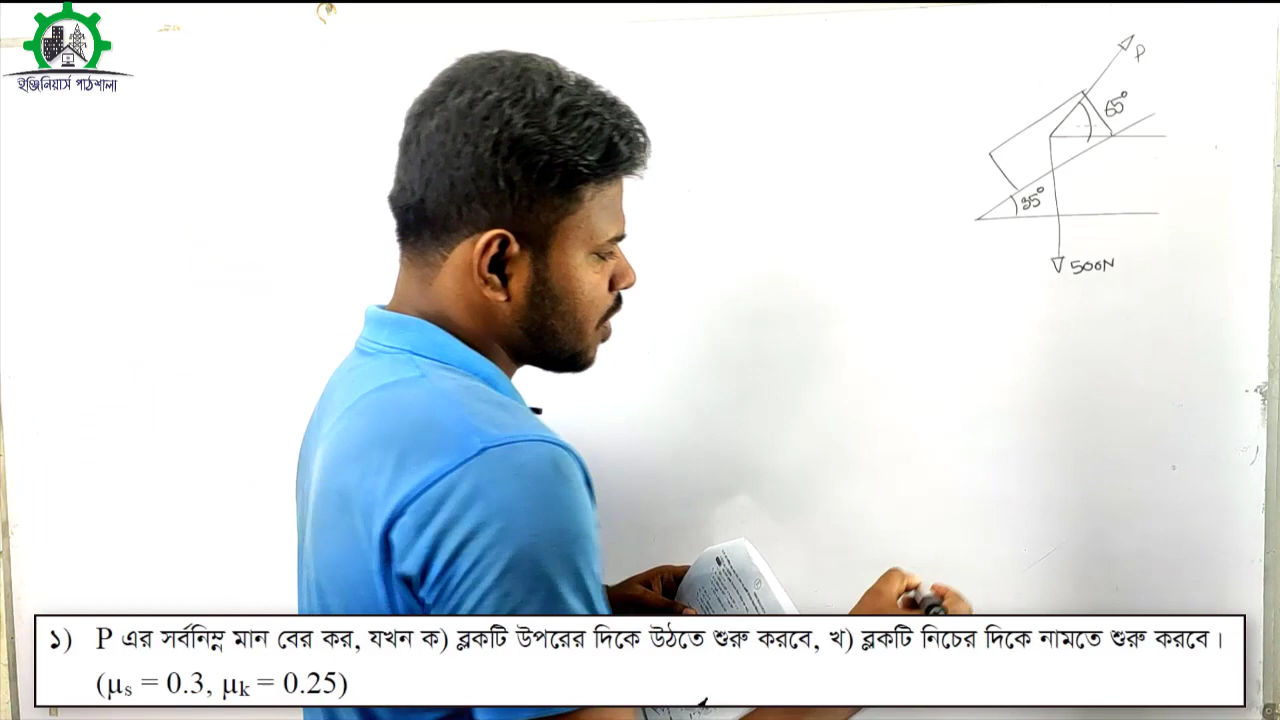 ইঞ্জিনিয়ার্স পাঠশালা
P
65°
35°
500N
১) P এর সর্বনিম্ন মান বের কর, যখন ক) ব্লকটি উপরের দিকে উঠতে শুরু করবে, খ) ব্লকটি নিচের দিকে নামতে শুরু করবে।
(μₛ = 0.3, μₖ = 0.25)